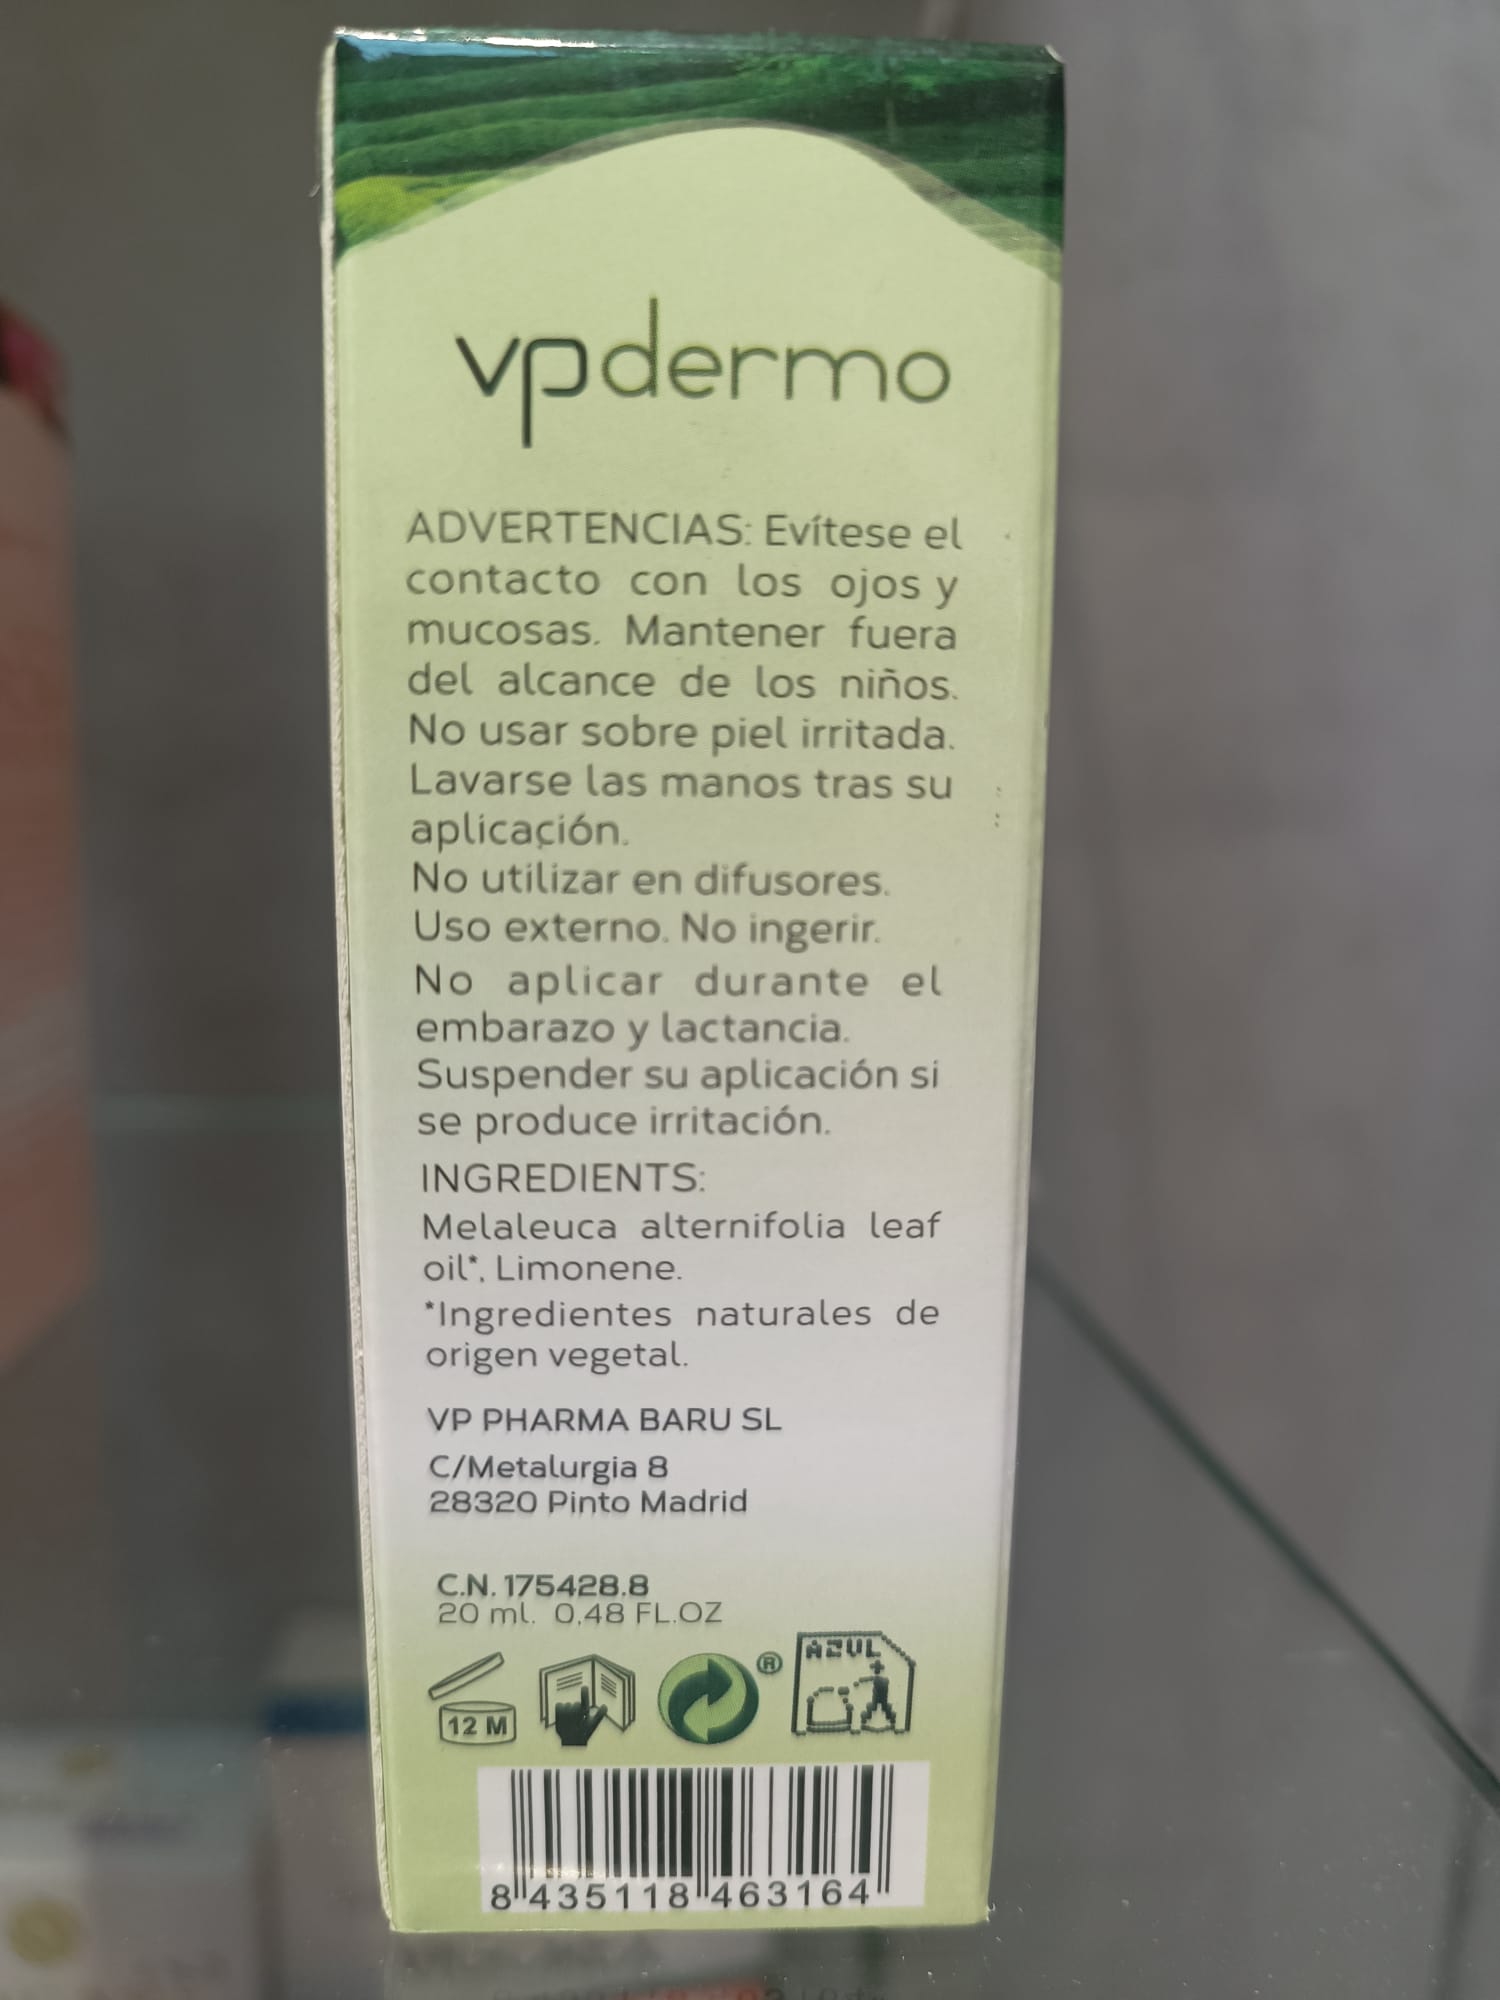 vpdermo
ADVERTENCIAS: Evítese el
contacto con los ojos y
mucosas. Mantener fuera
del alcance de los niños.
No usar sobre piel irritada.
Lavarse las manos tras su
aplicación.
No utilizar en difusores.
Uso externo. No ingerir.
No aplicar durante el
embarazo y lactancia.
Suspender su aplicación si
se produce irritación.
INGREDIENTS:
Melaleuca alternifolia leaf
oil*, Limonene.
*Ingredientes naturales de
origen vegetal.
VP PHARMA BARU SL
C/Metalurgia 8
28320 Pinto Madrid
C.N. 175428.8
20 ml. 0,48 FL.OZ
12 M
®
AZUL
8 435118 463164